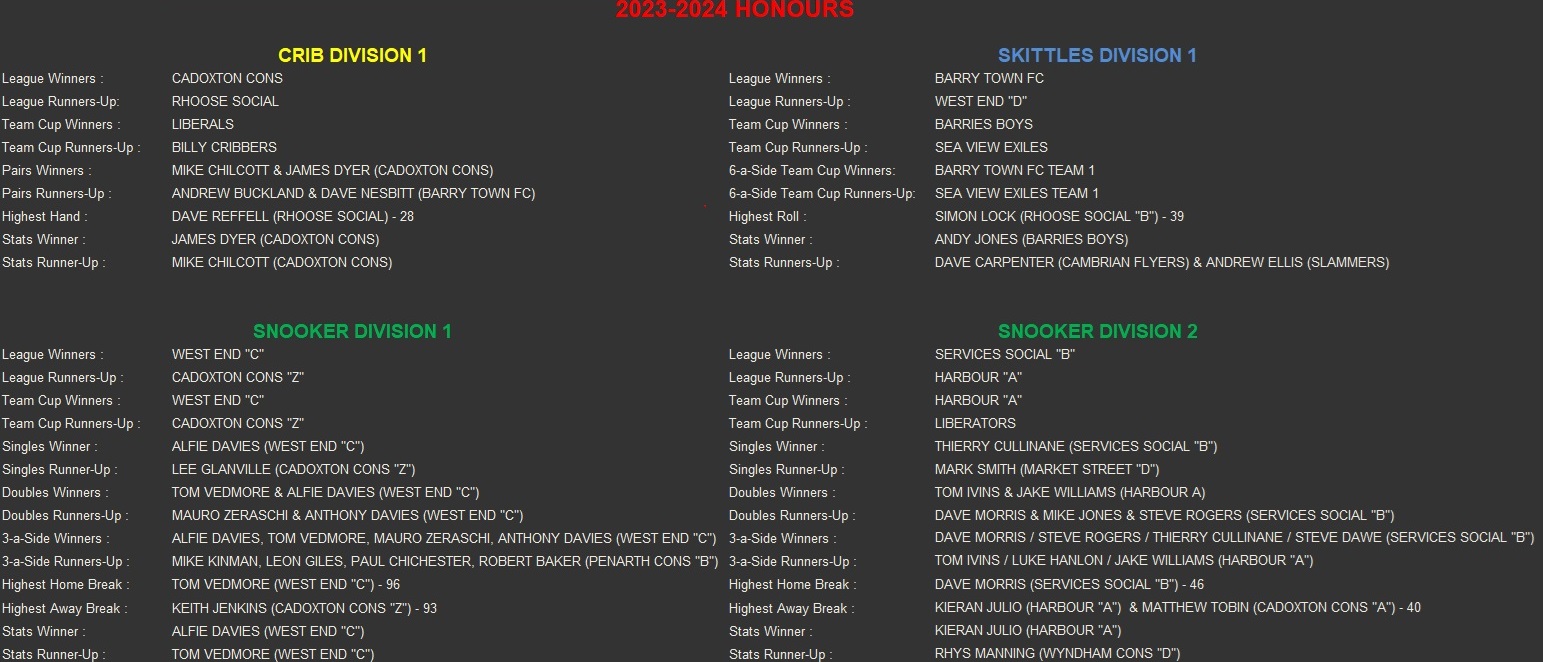 2023-2024 HONOURS
CRIB DIVISION 1
League Winners : CADOXTON CONS
League Runners-Up: RHOOSE SOCIAL
Team Cup Winners : LIBERALS
Team Cup Runners-Up : BILLY CRIBBERS
Pairs Winners : MIKE CHILCOTT & JAMES DYER (CADOXTON CONS)
Pairs Runners-Up : ANDREW BUCKLAND & DAVE NESBITT (BARRY TOWN FC)
Highest Hand : DAVE REFFELL (RHOOSE SOCIAL) - 28
Stats Winner : JAMES DYER (CADOXTON CONS)
Stats Runner-Up : MIKE CHILCOTT (CADOXTON CONS)
SKITTLES DIVISION 1
League Winners : BARRY TOWN FC
League Runners-Up : WEST END "D"
Team Cup Winners : BARRIES BOYS
Team Cup Runners-Up : SEA VIEW EXILES
6-a-Side Team Cup Winners: BARRY TOWN FC TEAM 1
6-a-Side Team Cup Runners-Up: SEA VIEW EXILES TEAM 1
Highest Roll : SIMON LOCK (RHOOSE SOCIAL "B") - 39
Stats Winner : ANDY JONES (BARRIES BOYS)
Stats Runners-Up : DAVE CARPENTER (CAMBRIAN FLYERS) & ANDREW ELLIS (SLAMMERS)
SNOOKER DIVISION 1
League Winners : WEST END "C"
League Runners-Up : CADOXTON CONS "Z"
Team Cup Winners : WEST END "C"
Team Cup Runners-Up : CADOXTON CONS "Z"
Singles Winner : ALFIE DAVIES (WEST END "C")
Singles Runner-Up : LEE GLANVILLE (CADOXTON CONS "Z")
Doubles Winners : TOM VEDMORE & ALFIE DAVIES (WEST END "C")
Doubles Runners-Up : MAURO ZERASCHI & ANTHONY DAVIES (WEST END "C")
3-a-Side Winners : ALFIE DAVIES, TOM VEDMORE, MAURO ZERASCHI, ANTHONY DAVIES (WEST END "C")
3-a-Side Runners-Up : MIKE KINMAN, LEON GILES, PAUL CHICHESTER, ROBERT BAKER (PENARTH CONS "B")
Highest Home Break : TOM VEDMORE (WEST END "C") - 96
Highest Away Break : KEITH JENKINS (CADOXTON CONS "Z") - 93
Stats Winner : ALFIE DAVIES (WEST END "C")
Stats Runner-Up : TOM VEDMORE (WEST END "C")
SNOOKER DIVISION 2
League Winners : SERVICES SOCIAL "B"
League Runners-Up : HARBOUR "A"
Team Cup Winners : HARBOUR "A"
Team Cup Runners-Up : LIBERATORS
Singles Winner : THIERRY CULLINANE (SERVICES SOCIAL "B")
Singles Runner-Up : MARK SMITH (MARKET STREET "D")
Doubles Winners : TOM IVINS & JAKE WILLIAMS (HARBOUR A)
Doubles Runners-Up : DAVE MORRIS & MIKE JONES & STEVE ROGERS (SERVICES SOCIAL "B")
3-a-Side Winners : DAVE MORRIS / STEVE ROGERS / THIERRY CULLINANE / STEVE DAWE (SERVICES SOCIAL "B")
3-a-Side Runners-Up : TOM IVINS / LUKE HANLON / JAKE WILLIAMS (HARBOUR "A")
Highest Home Break : DAVE MORRIS (SERVICES SOCIAL "B") - 46
Highest Away Break : KIERAN JULIO (HARBOUR "A") & MATTHEW TOBIN (CADOXTON CONS "A") - 40
Stats Winner : KIERAN JULIO (HARBOUR "A")
Stats Runner-Up : RHYS MANNING (WYNDHAM CONS "D")